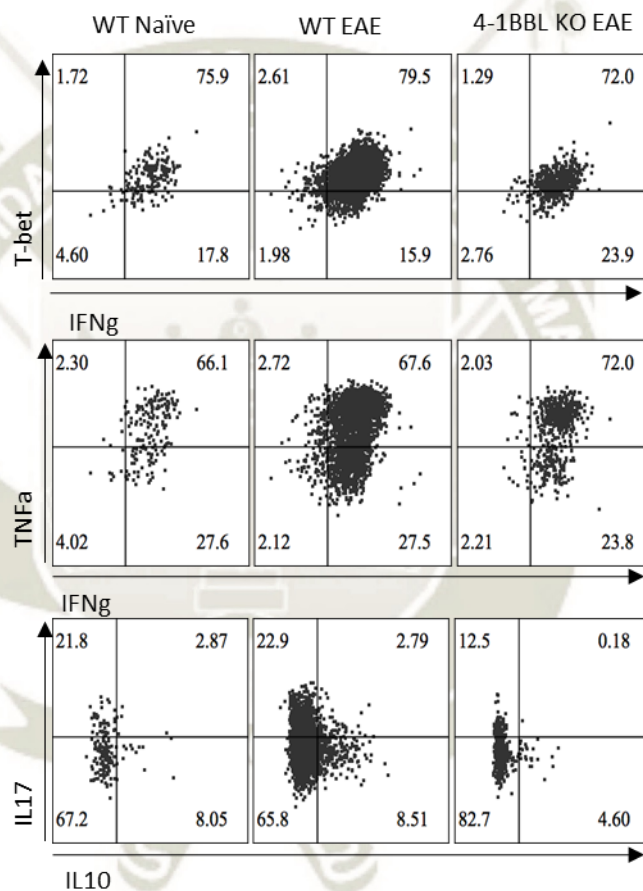 WT Naïve WT EAE 4-1BBL KO EAE
1.72 75.9 2.61 79.5 1.29 72.0
T-bet
4.60 17.8 1.98 15.9 2.76 23.9
IFNg
2.30 66.1 2.72 67.6 2.03 72.0
TNFa
4.02 27.6 2.12 27.5 2.21 23.8
IFNg
21.8 2.87 22.9 2.79 12.5 0.18
IL17
67.2 8.05 65.8 8.51 82.7 4.60
IL10